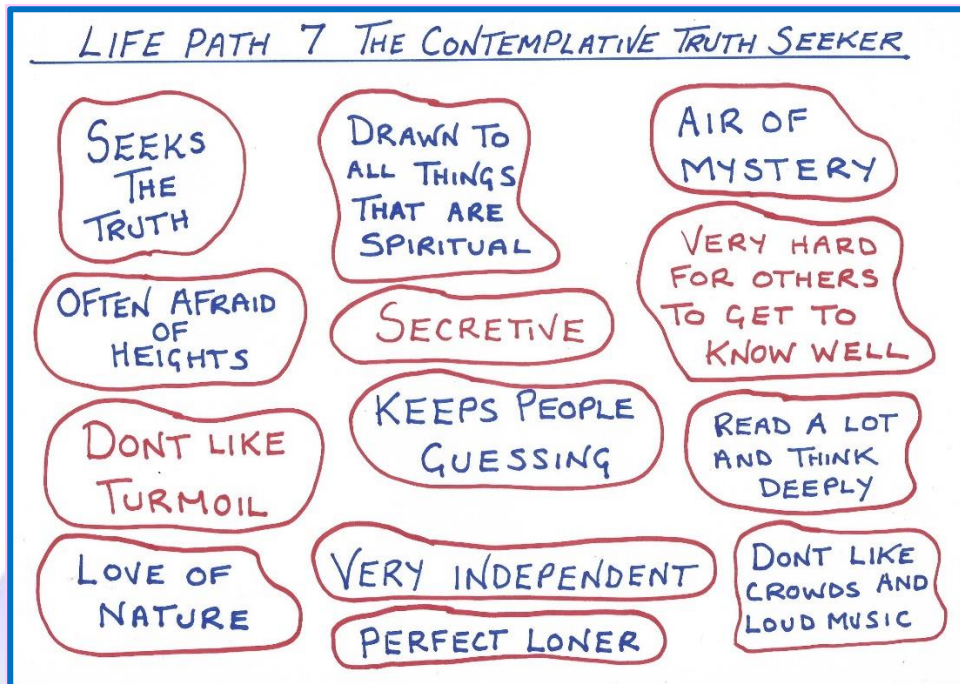 LIFE PATH 7 THE CONTEMPLATIVE TRUTH SEEKER
SEEKS
THE
TRUTH
DRAWN TO
ALL THINGS
THAT ARE
SPIRITUAL
AIR OF
MYSTERY
OFTEN AFRAID
OF
HEIGHTS
SECRETIVE
VERY HARD
FOR OTHERS
TO GET TO
KNOW WELL
DONT LIKE
TURMOIL
KEEPS PEOPLE
GUESSING
READ A LOT
AND THINK
DEEPLY
LOVE OF
NATURE
VERY INDEPENDENT
PERFECT LONER
DONT LIKE
CROWDS AND
LOUD MUSIC